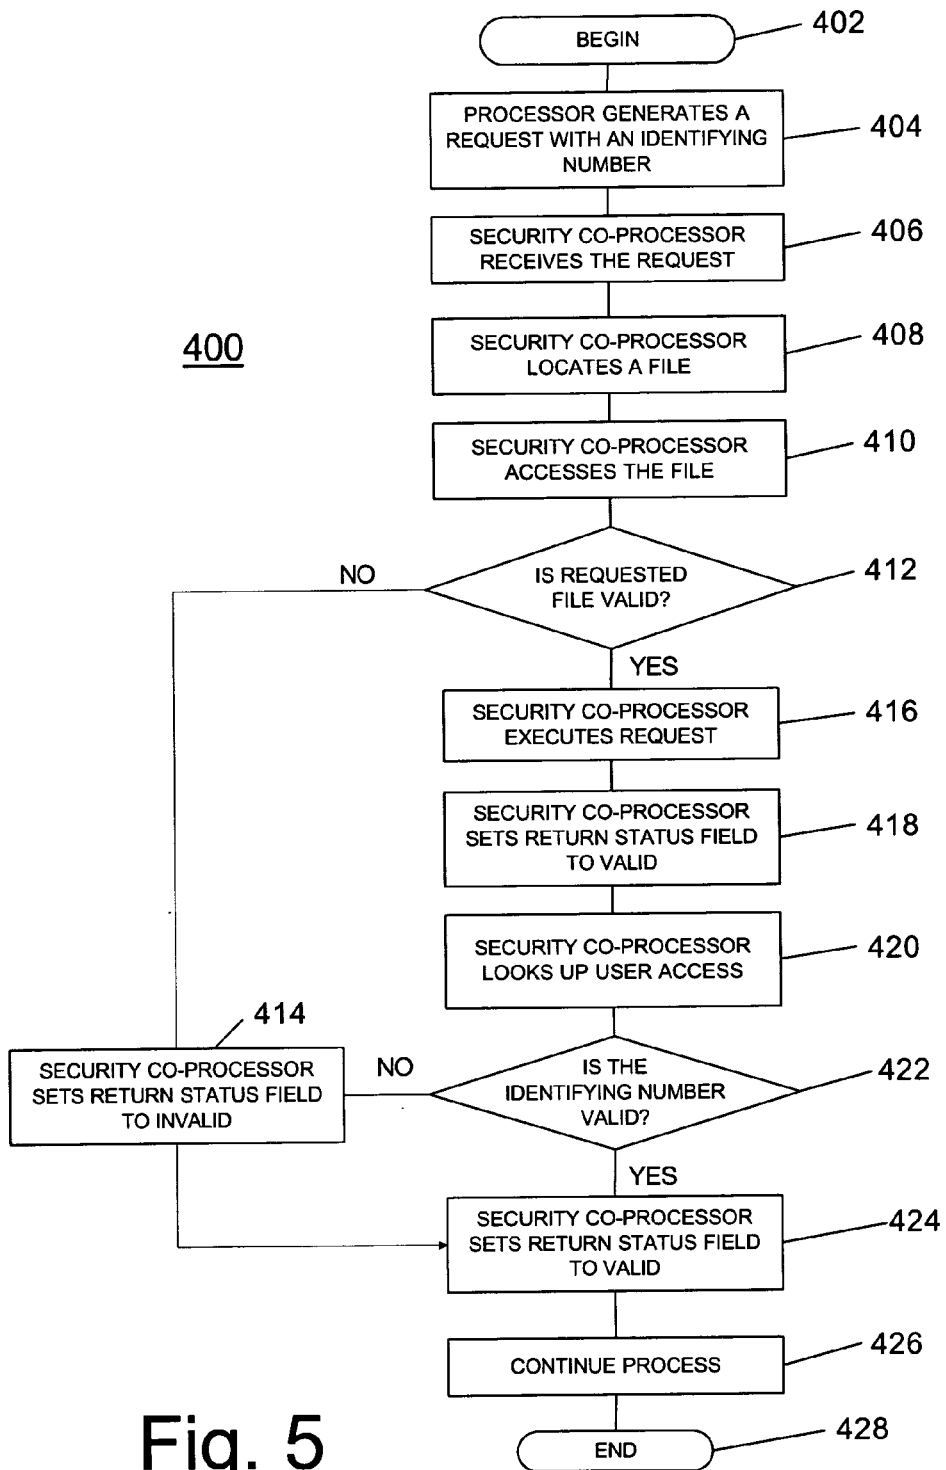 BEGIN
402
PROCESSOR GENERATES A
REQUEST WITH AN IDENTIFYING
NUMBER
404
SECURITY CO-PROCESSOR
RECEIVES THE REQUEST
406
400
SECURITY CO-PROCESSOR
LOCATES A FILE
408
SECURITY CO-PROCESSOR
ACCESSES THE FILE
410
NO
IS REQUESTED
FILE VALID?
412
YES
SECURITY CO-PROCESSOR
EXECUTES REQUEST
416
SECURITY CO-PROCESSOR
SETS RETURN STATUS FIELD
TO VALID
418
SECURITY CO-PROCESSOR
LOOKS UP USER ACCESS
420
414
SECURITY CO-PROCESSOR
SETS RETURN STATUS FIELD
TO INVALID
NO
IS THE
IDENTIFYING NUMBER
VALID?
422
YES
SECURITY CO-PROCESSOR
SETS RETURN STATUS FIELD
TO VALID
424
CONTINUE PROCESS
426
END
428
Fig. 5